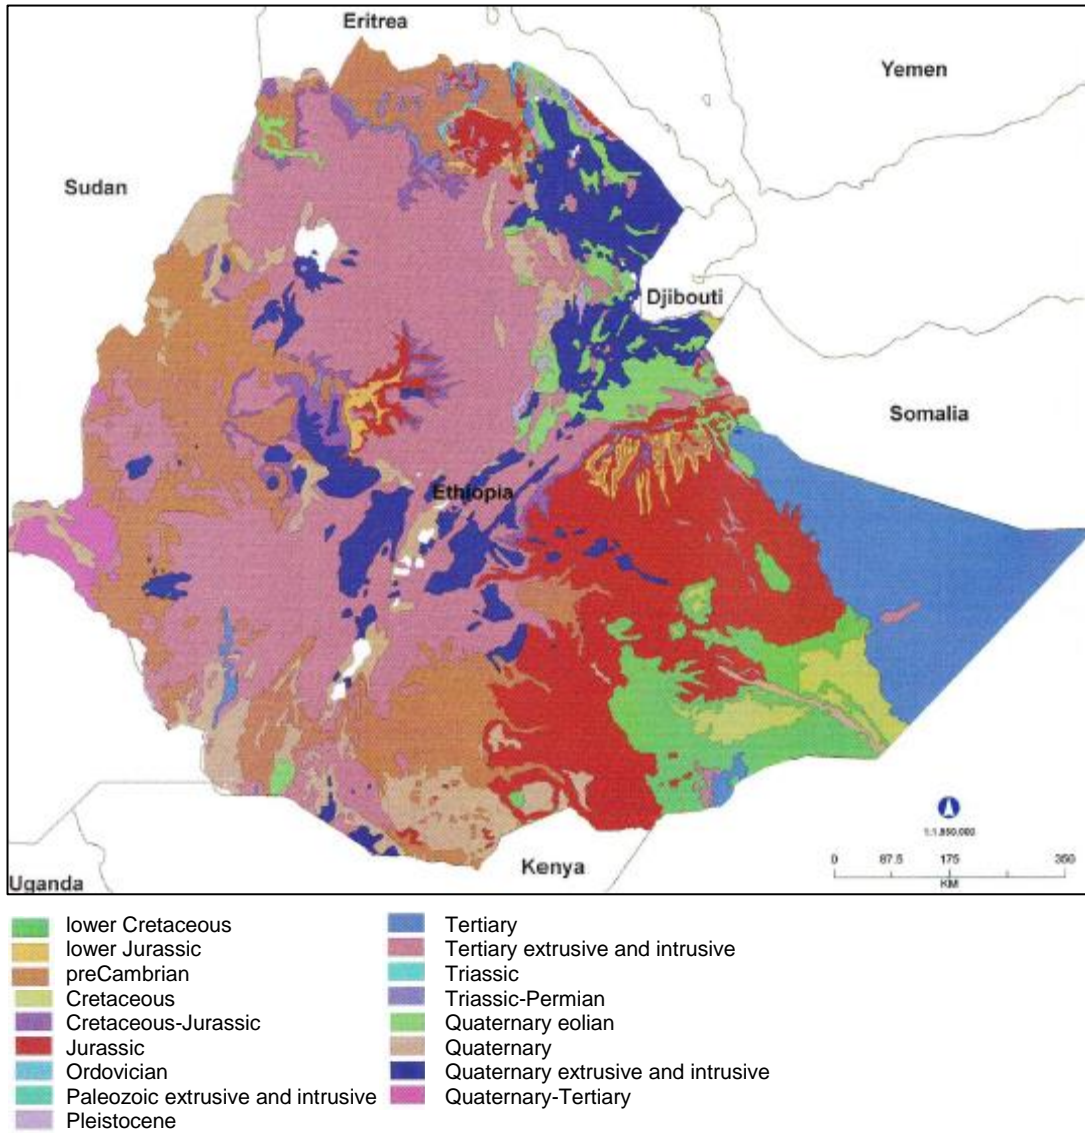 Eritrea
Yemen
Sudan
Djibouti
Somalia
Ethiopia
Kenya
Uganda
0 87.5 175 350
KM
lower Cretaceous
lower Jurassic
preCambrian
Cretaceous
Cretaceous-Jurassic
Jurassic
Ordovician
Paleozoic extrusive and intrusive
Pleistocene
Tertiary
Tertiary extrusive and intrusive
Triassic
Triassic-Permian
Quaternary eolian
Quaternary
Quaternary extrusive and intrusive
Quaternary-Tertiary